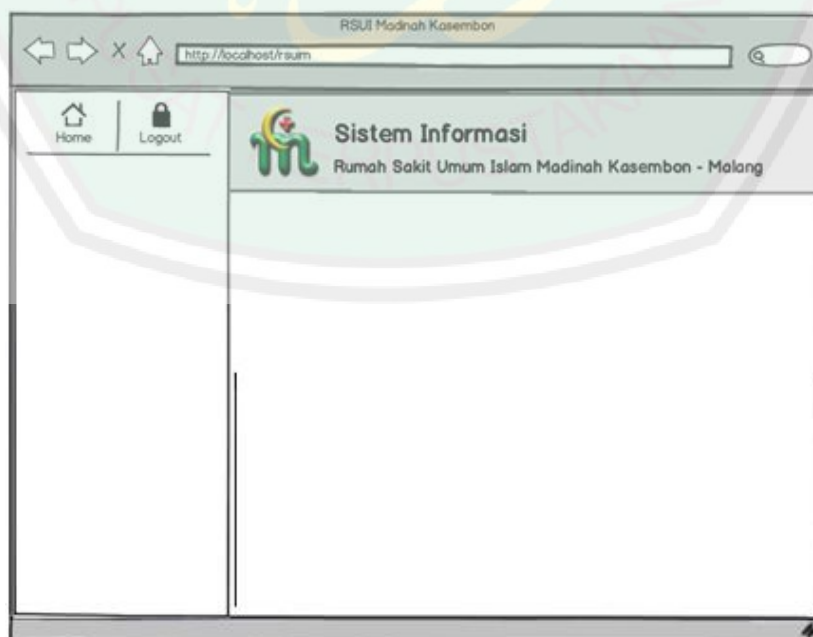 RSUI Madinah Kasembon
http://localhost/rsuim
Home
Logout
Sistem Informasi
Rumah Sakit Umum Islam Madinah Kasembon - Malang